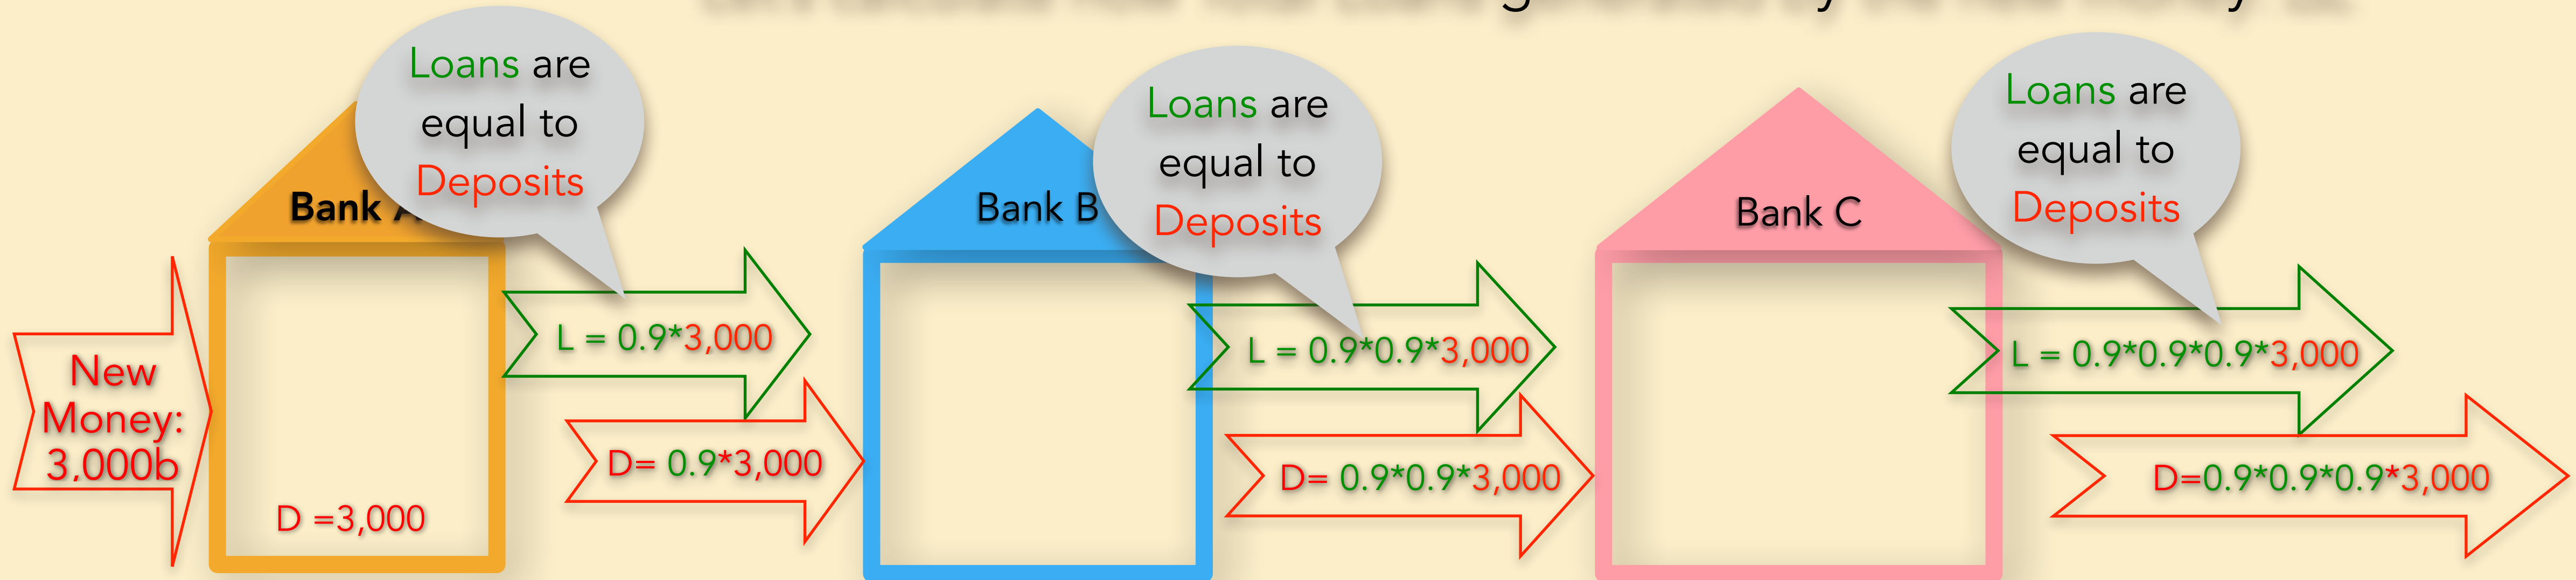 Loans are
equal to
Deposits
Bank
Loans are
equal to
Deposits
Bank B
Loans are
equal to
Deposits
Bank C
New
Money:
3,000b
L = 0.9*3,000
L = 0.9*0.9*3,000
L = 0.9*0.9*0.9*3,000
D= 0.9*3,000
D= 0.9*0.9*3,000
D=0.9*0.9*0.9*3,000
D =3,000